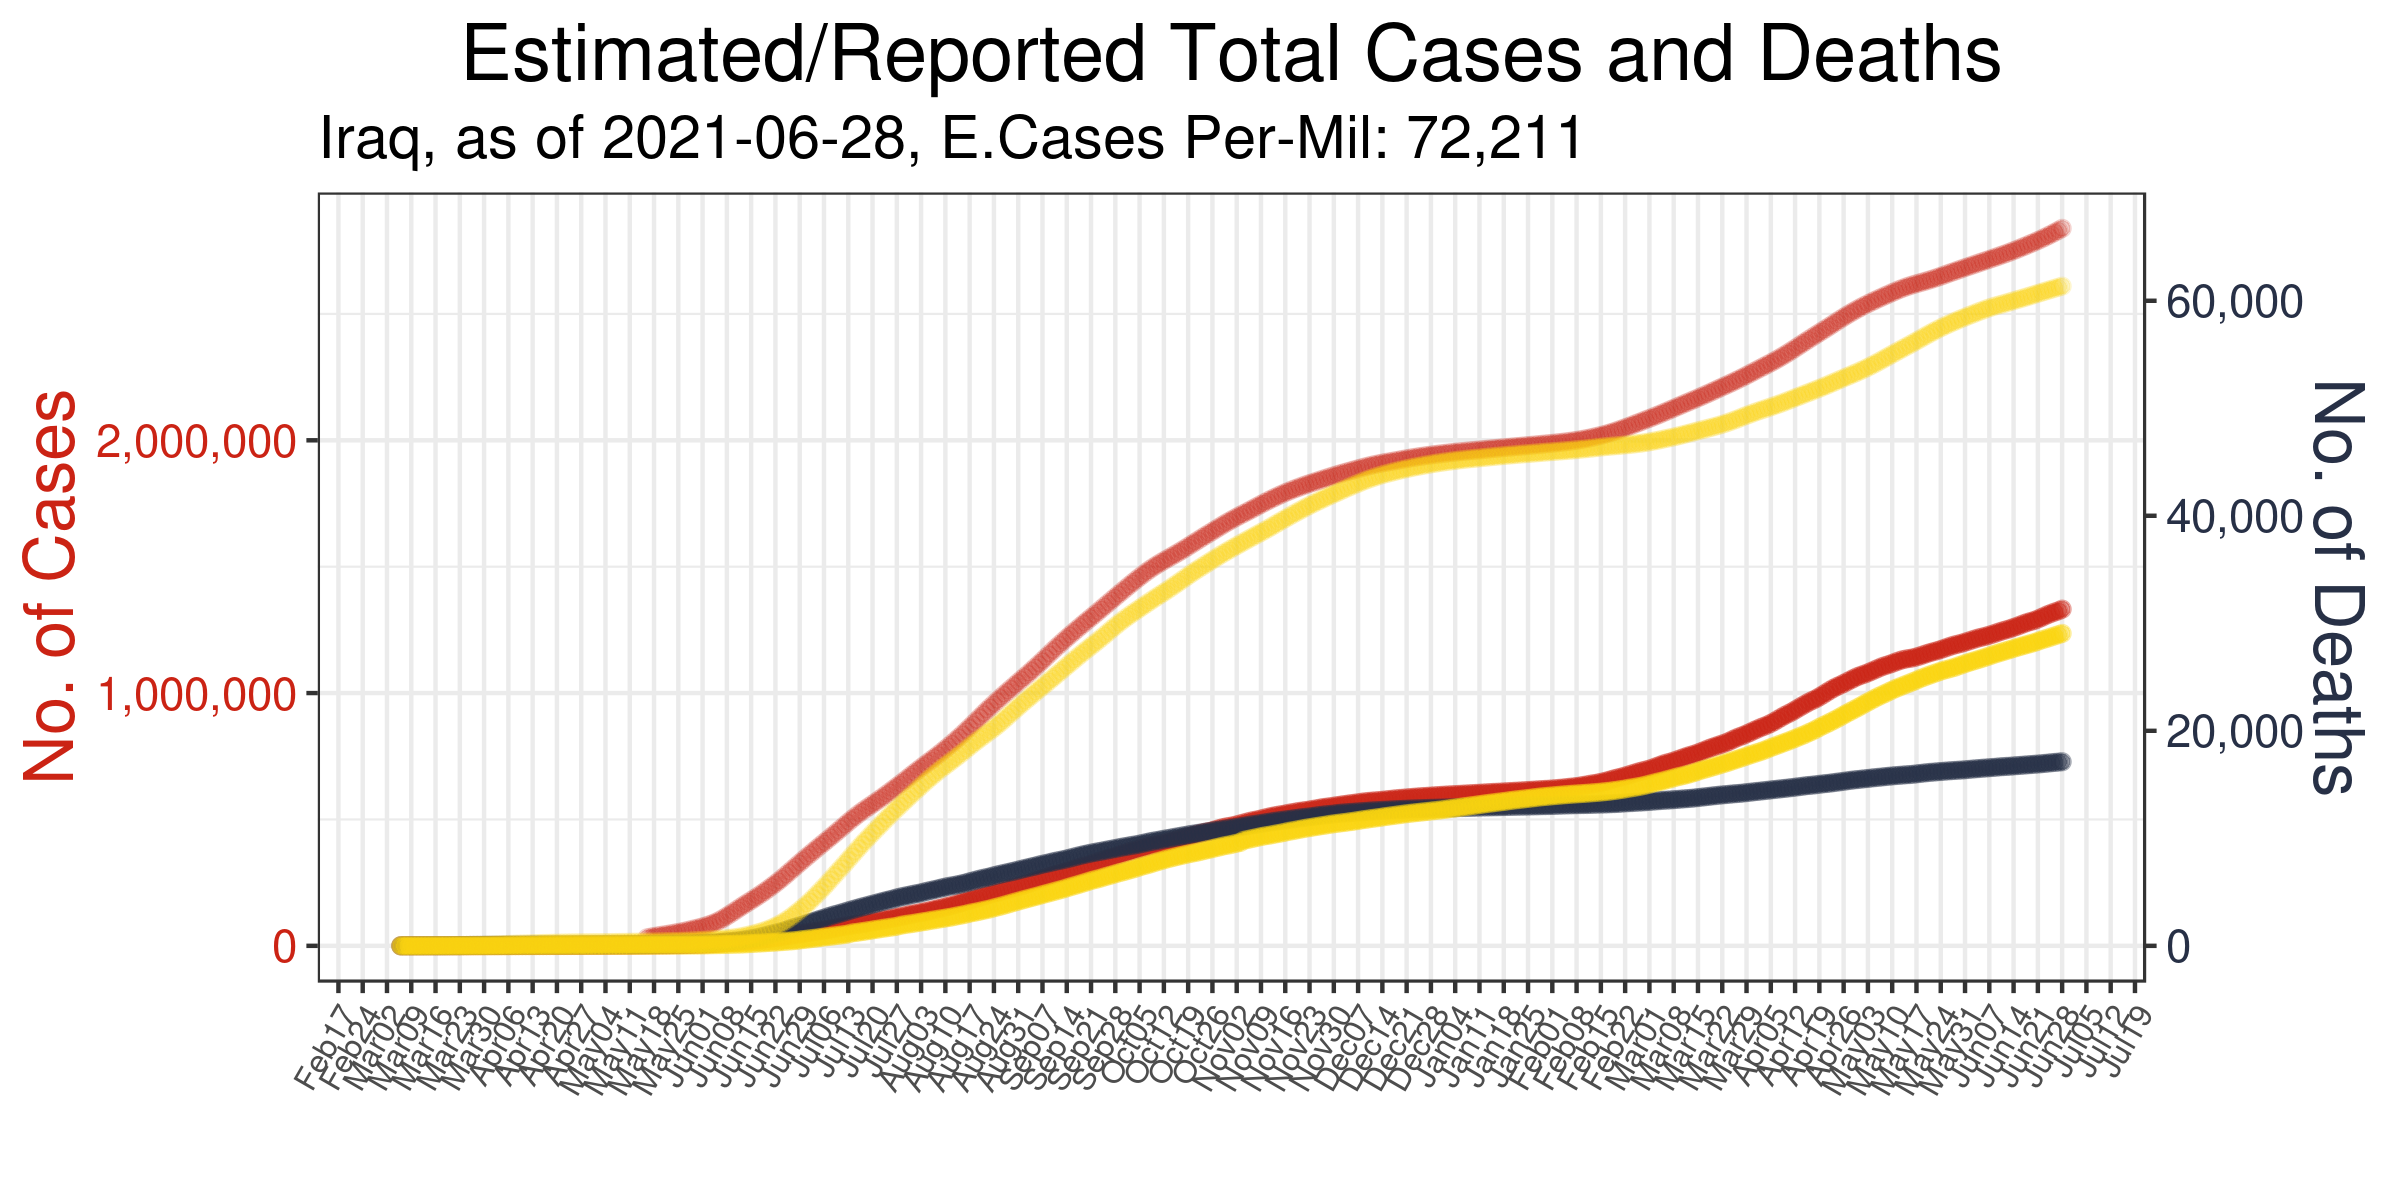 Estimated/Reported Total Cases and Deaths
Iraq, as of 2021-06-28, E.Cases Per-Mil: 72,211
No. of Cases
2,000,000
1,000,000
0
60,000
40,000
20,000
0
No. of Deaths
Feb17
Feb24
Mar02
Mar09
Mar16
Mar23
Mar30
Apr06
Apr13
Apr20
Apr27
May04
May11
May18
May25
Jun01
Jun08
Jun15
Jun22
Jun29
Jul06
Jul13
Jul20
Jul27
Aug03
Aug10
Aug17
Aug24
Aug31
Sep07
Sep14
Sep21
Sep28
Oct05
Oct12
Oct19
Oct26
Nov02
Nov09
Nov16
Nov23
Nov30
Dec07
Dec14
Dec21
Dec28
Jan04
Jan11
Jan18
Jan25
Feb01
Feb08
Feb15
Feb22
Mar01
Mar08
Mar15
Mar22
Mar29
Apr05
Apr12
Apr19
Apr26
May03
May10
May17
May24
May31
Jun07
Jun14
Jun21
Jun28
Jul05
Jul12
Jul19